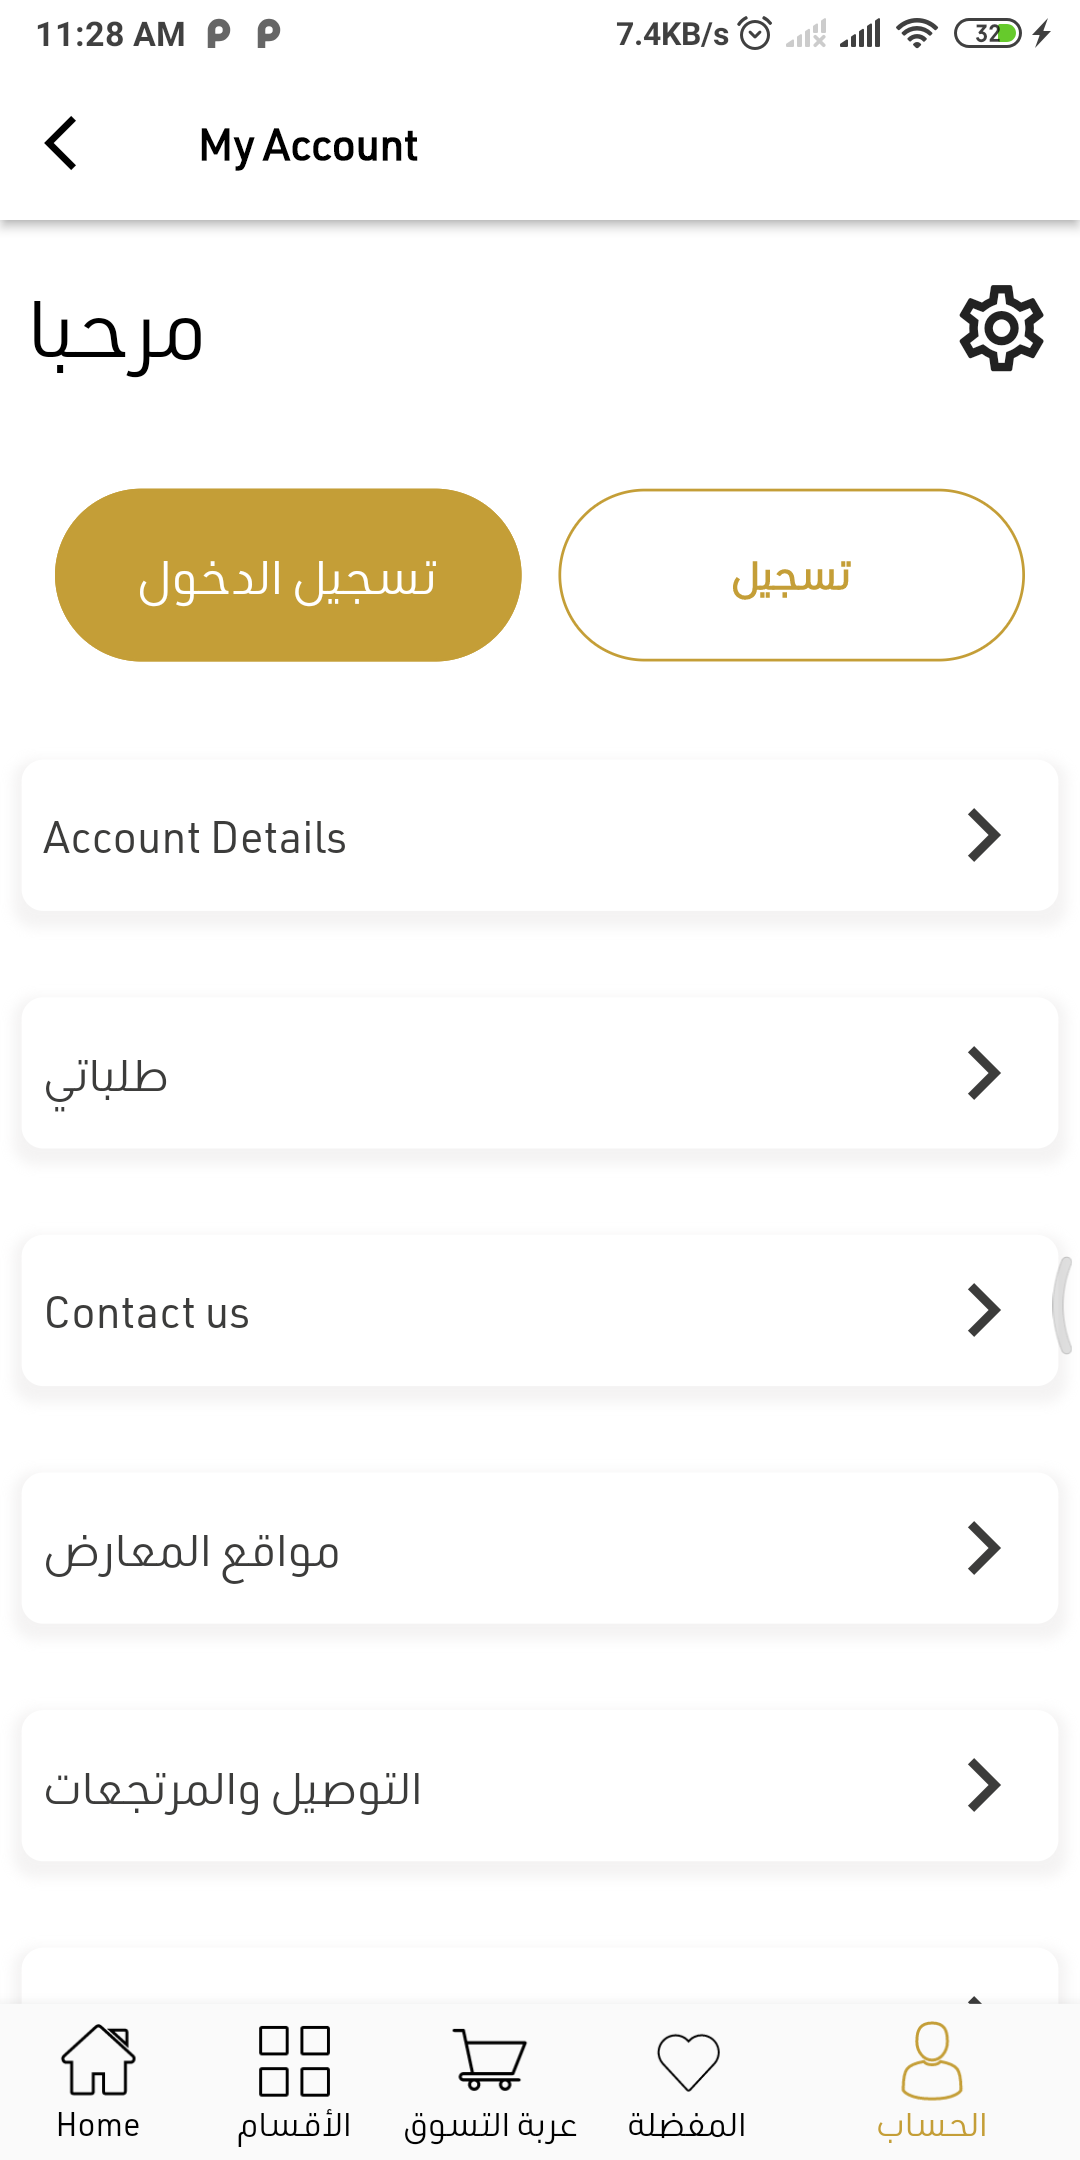 11:28 AM
7.4KB/s
32
My Account
مرحبا
تسجيل الدخول
تسجيل
Account Details
طلباتي
Contact us
مواقع المعارض
التوصيل والمرتجعات
Home
الأقسام
عربة التسوق
المفضلة
الحساب